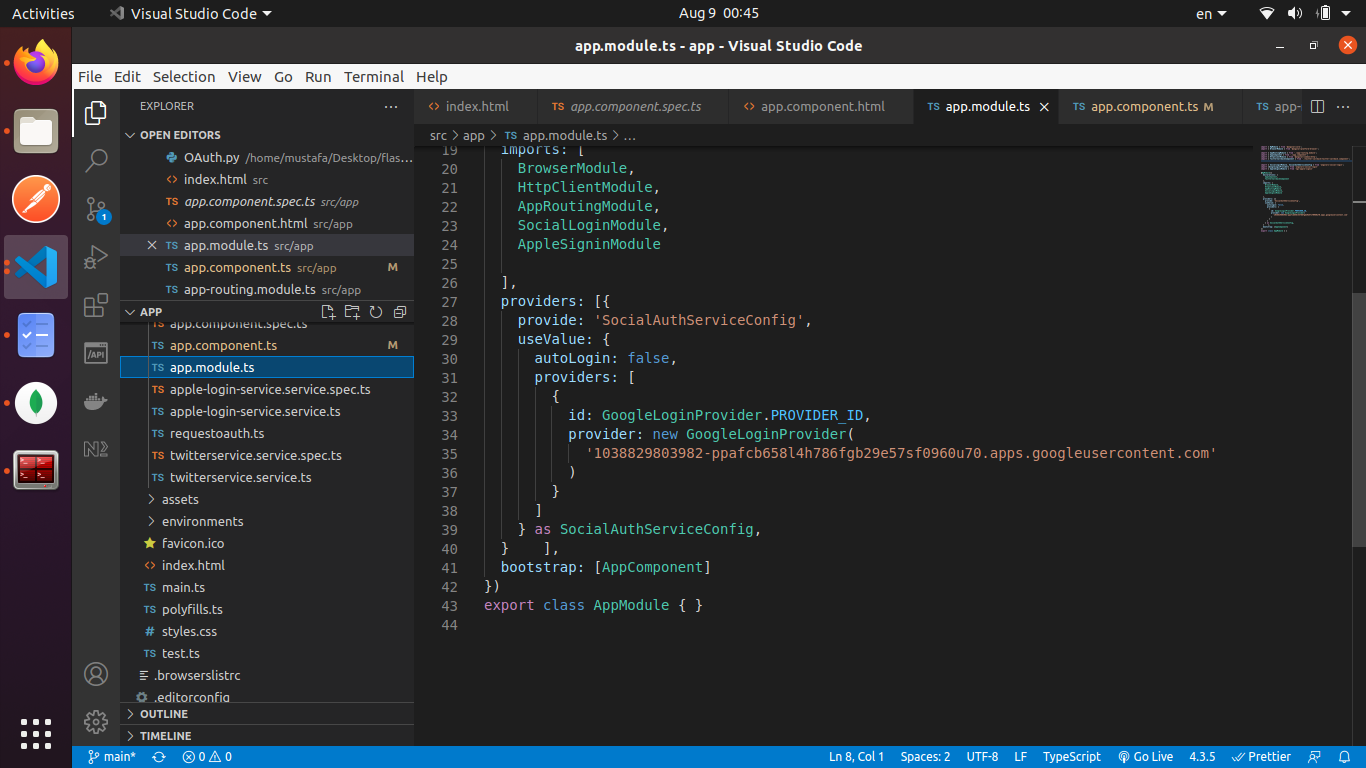 Activities Visual Studio Code Aug 9 00:45 en
app.module.ts - app - Visual Studio Code
File Edit Selection View Go Run Terminal Help
EXPLORER
index.html app.component.spec.ts app.component.html app.module.ts app.component.ts M app-
src > app > app.module.ts > ...
OPEN EDITORS
OAuth.py /home/mustafa/Desktop/flas...
index.html src
app.component.spec.ts src/app
app.component.html src/app
app.module.ts src/app
app.component.ts src/app M
app-routing.module.ts src/app
APP
app.component.spec.ts
app.component.ts M
app.module.ts
apple-login-service.service.spec.ts
apple-login-service.service.ts
requestoauth.ts
twitterservice.service.spec.ts
twitterservice.service.ts
assets
environments
favicon.ico
index.html
main.ts
polyfills.ts
styles.css
test.ts
.browserslistrc
.editorconfig
OUTLINE
TIMELINE
19 imports: [
20 BrowserModule,
21 HttpClientModule,
22 AppRoutingModule,
23 SocialLoginModule,
24 AppleSigninModule
25
26 ],
27 providers: [{
28 provide: 'SocialAuthServiceConfig',
29 useValue: {
30 autoLogin: false,
31 providers: [
32 {
33 id: GoogleLoginProvider.PROVIDER_ID,
34 provider: new GoogleLoginProvider(
35 '1038829803982-ppafcb658l4h786fgb29e57sf0960u70.apps.googleusercontent.com'
36 )
37 }
38 ]
39 } as SocialAuthServiceConfig,
40 } ],
41 bootstrap: [AppComponent]
42 })
43 export class AppModule { }
44
main* 0 0 Ln 8, Col 1 Spaces: 2 UTF-8 LF TypeScript Go Live 4.3.5 Prettier